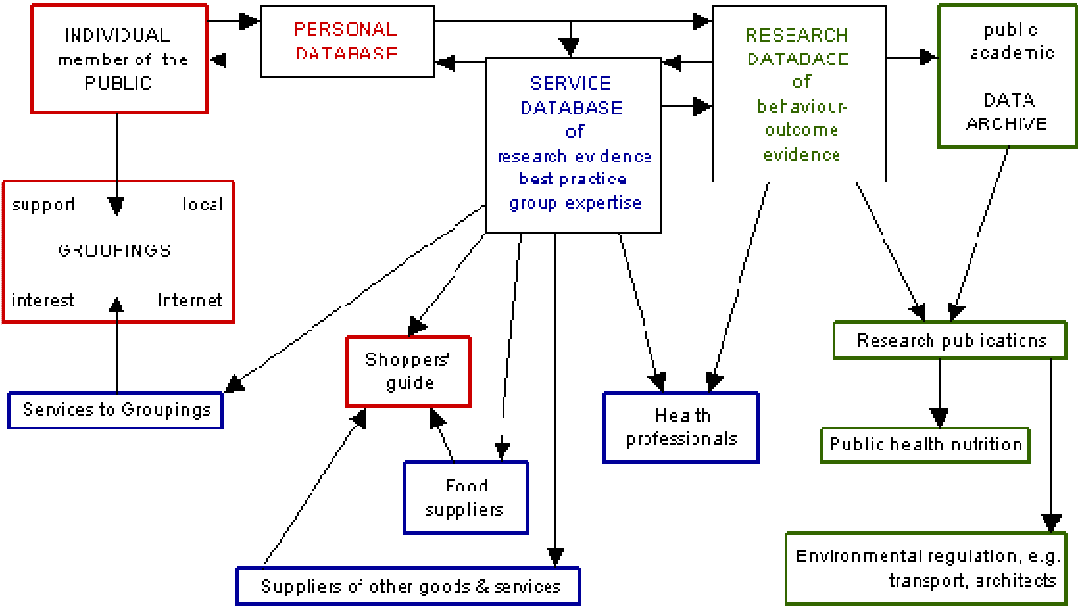 INDIVIDUAL
member of the
PUBLIC
PERSONAL
DATABASE
SERVICE
DATABASE
of
research evidence
best practice
group expertise
RESEARCH
DATADACE
of
behaviour-
outcome
evidence
public
academic
DATA
ARCHIVE
support local
GROUPINGS
interest Internet
Services to Groupings
Shoppers'
guide
Food
suppliers
Suppliers of other goods & services
Health
professionals
Research publications
Public health nutrition
Environmental regulation, e.g.
transport, architects